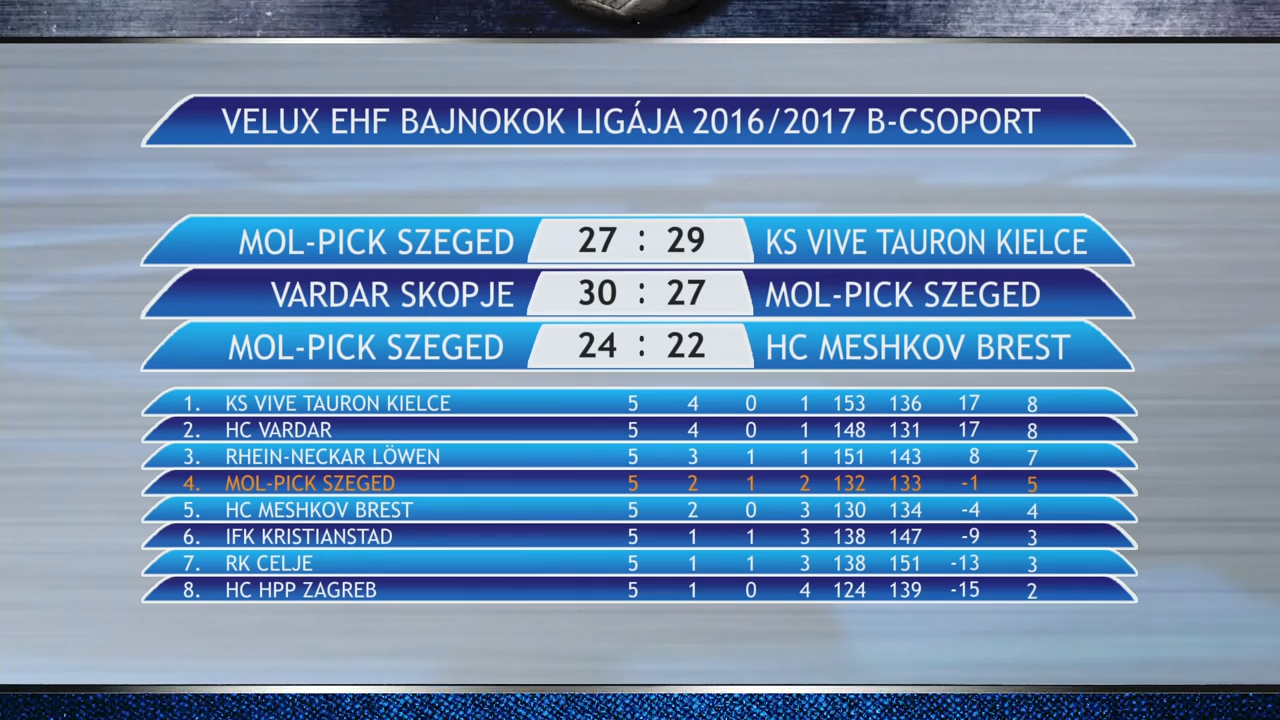 VELUX EHF BAJNOKOK LIGÁJA 2016/2017 B-CSOPORT
MOL-PICK SZEGED 27 : 29 KS VIVE TAURON KIELCE
VARDAR SKOPJE 30 : 27 MOL-PICK SZEGED
MOL-PICK SZEGED 24 : 22 HC MESHKOV BREST
1. KS VIVE TAURON KIELCE 5 4 0 1 153 136 17 8
2. HC VARDAR 5 4 0 1 148 131 17 8
3. RHEIN-NECKAR LÖWEN 5 3 1 1 151 143 8 7
4. MOL-PICK SZEGED 5 2 1 2 132 133 -1 5
5. HC MESHKOV BREST 5 2 0 3 130 134 -4 4
6. IFK KRISTIANSTAD 5 1 1 3 138 147 -9 3
7. RK CELJE 5 1 1 3 138 151 -13 3
8. HC HPP ZAGREB 5 1 0 4 124 139 -15 2